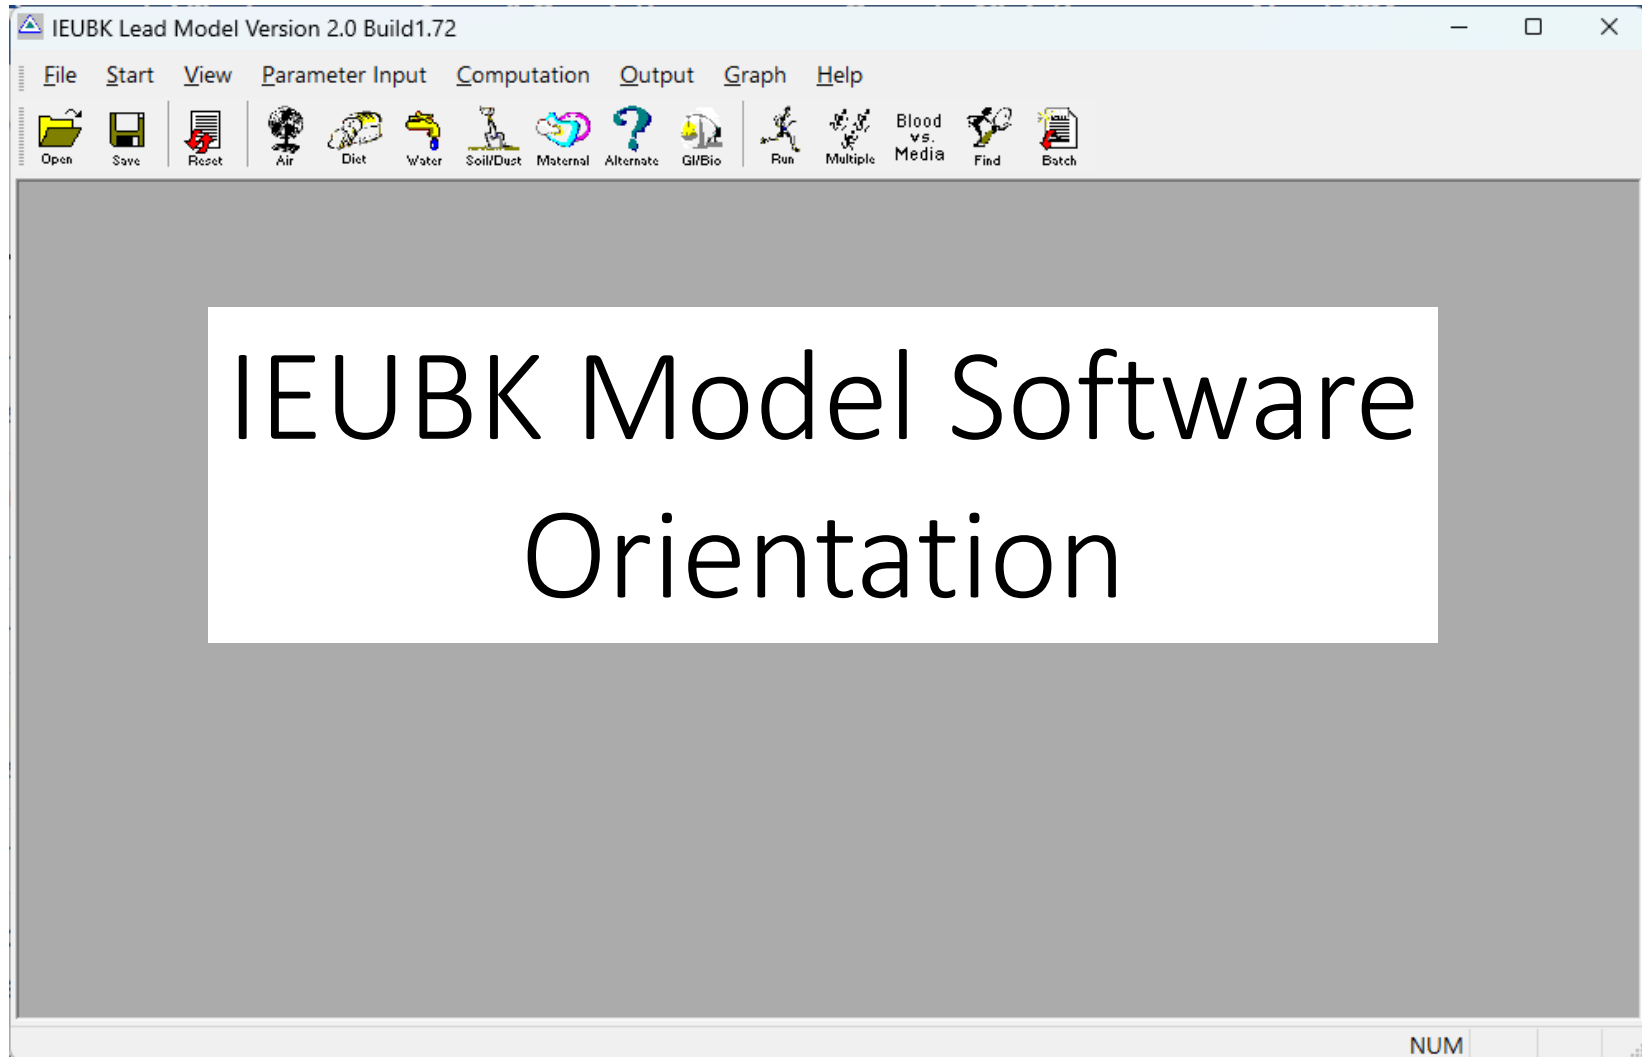 IEUBK Lead Model Version 2.0 Build1.72
File Start View Parameter Input Computation Output Graph Help
Open Save Reset Air Diet Water Soil/Dust Maternal Alternate GI/Bio Run Multiple Blood vs. Media Find Batch
IEUBK Model Software
Orientation
NUM